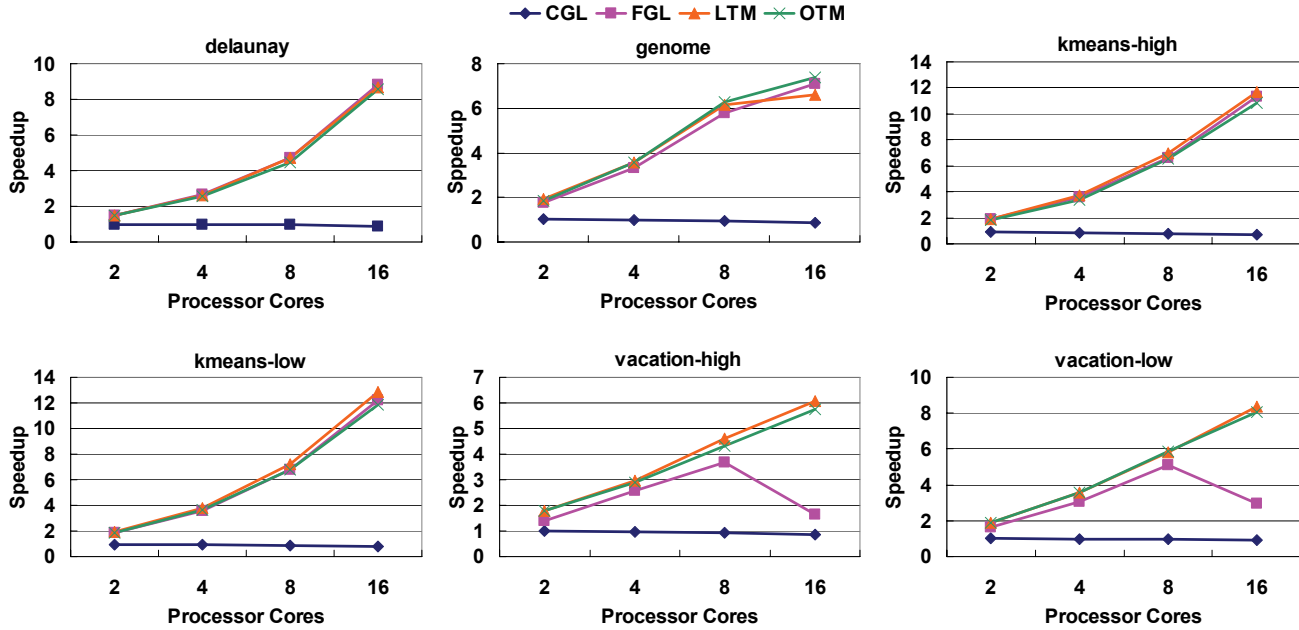 CGL FGL LTM OTM
delaunay
10
8
6
4
2
0
Speedup
2 4 8 16
Processor Cores
genome
8
6
4
2
0
Speedup
2 4 8 16
Processor Cores
kmeans-high
14
12
10
8
6
4
2
0
Speedup
2 4 8 16
Processor Cores
kmeans-low
14
12
10
8
6
4
2
0
Speedup
2 4 8 16
Processor Cores
vacation-high
7
6
5
4
3
2
1
0
Speedup
2 4 8 16
Processor Cores
vacation-low
10
8
6
4
2
0
Speedup
2 4 8 16
Processor Cores